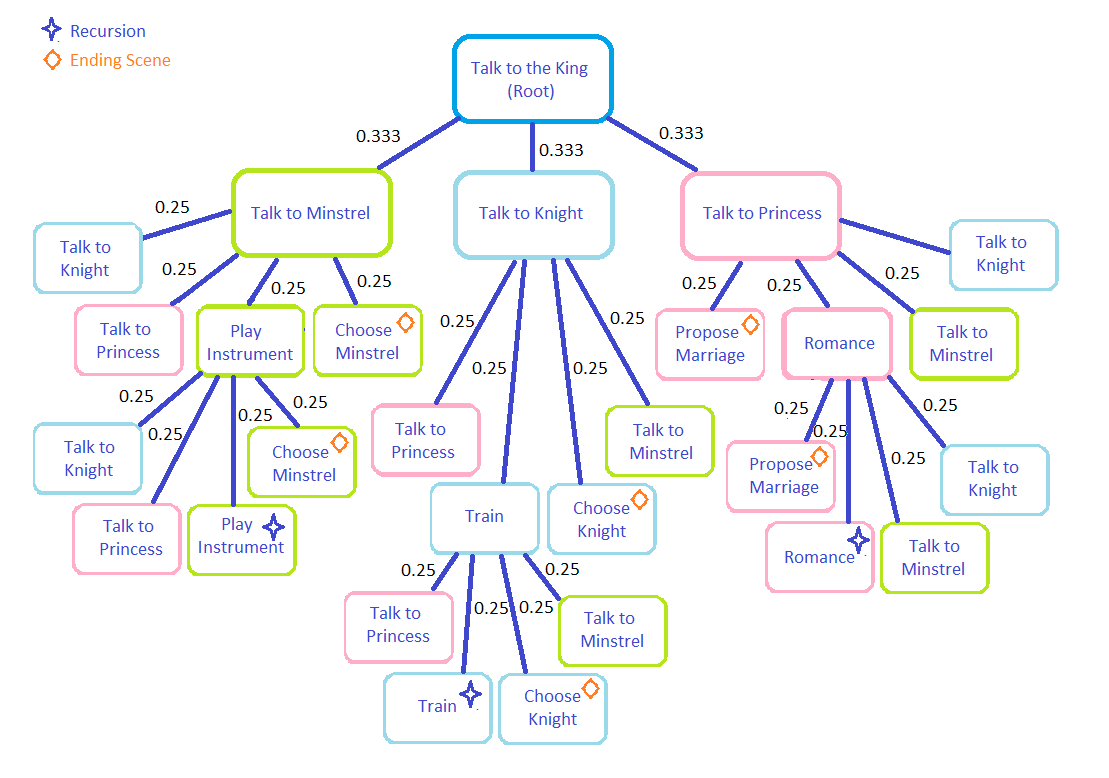 Recursion
Ending Scene
Talk to the King
(Root)
0.333
0.333
0.333
Talk to Minstrel
Talk to Knight
Talk to Princess
0.25
Talk to
Knight
0.25
Talk to
Princess
0.25
Play
Instrument
0.25
Choose
Minstrel
0.25
Talk to
Knight
0.25
Talk to
Princess
0.25
Play
Instrument
0.25
Choose
Minstrel
0.25
Talk to
Princess
0.25
Train
0.25
Choose
Knight
0.25
Talk to
Minstrel
0.25
Talk to
Princess
0.25
Train
0.25
Choose
Knight
0.25
Talk to
Minstrel
0.25
Propose
Marriage
0.25
Romance
0.25
Talk to
Minstrel
Talk to
Knight
0.25
Propose
Marriage
0.25
Romance
0.25
Talk to
Minstrel
0.25
Talk to
Knight